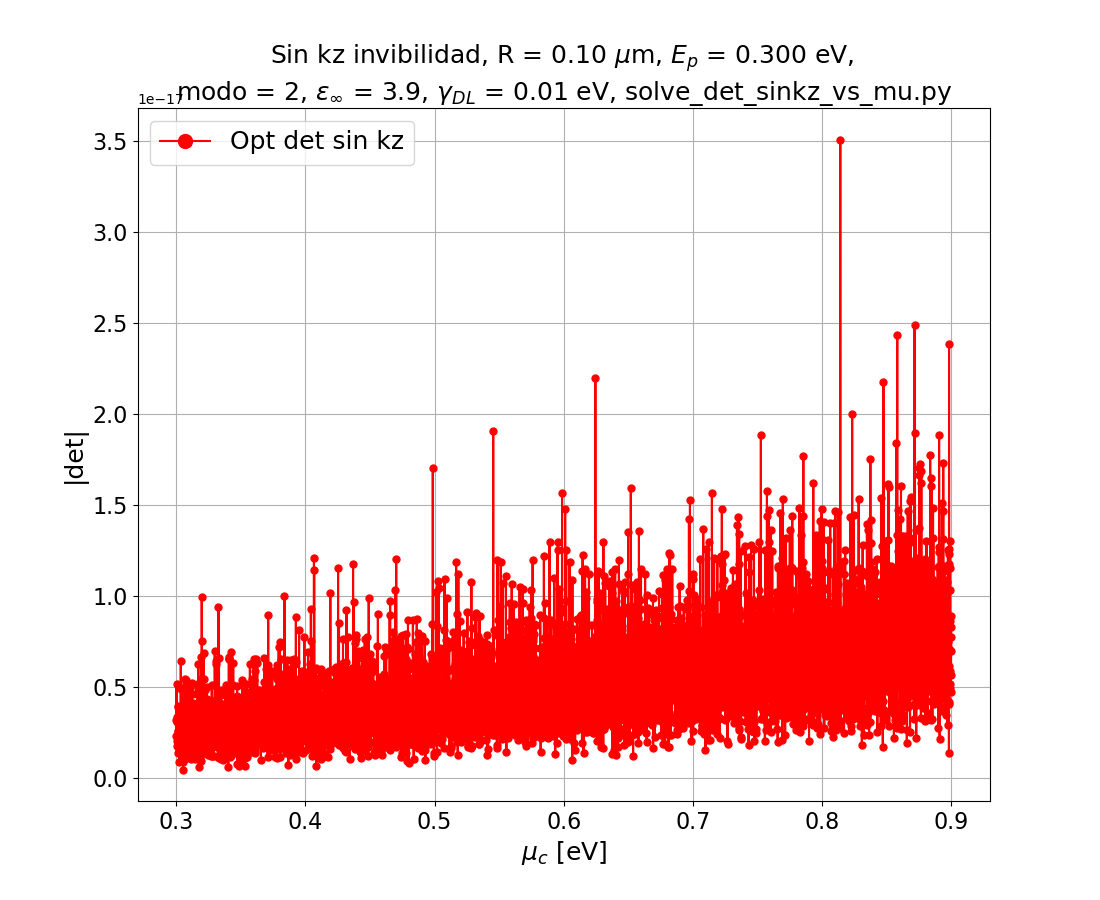 Sin kz invibilidad, R = 0.10 μm, E_p = 0.300 eV,
modo = 2, ε_∞ = 3.9, γ_DL = 0.01 eV, solve_det_sinkz_vs_mu.py
1e−17
Opt det sin kz
3.5
3.0
2.5
2.0
1.5
1.0
0.5
0.0
|det|
0.3 0.4 0.5 0.6 0.7 0.8 0.9
μ_c [eV]